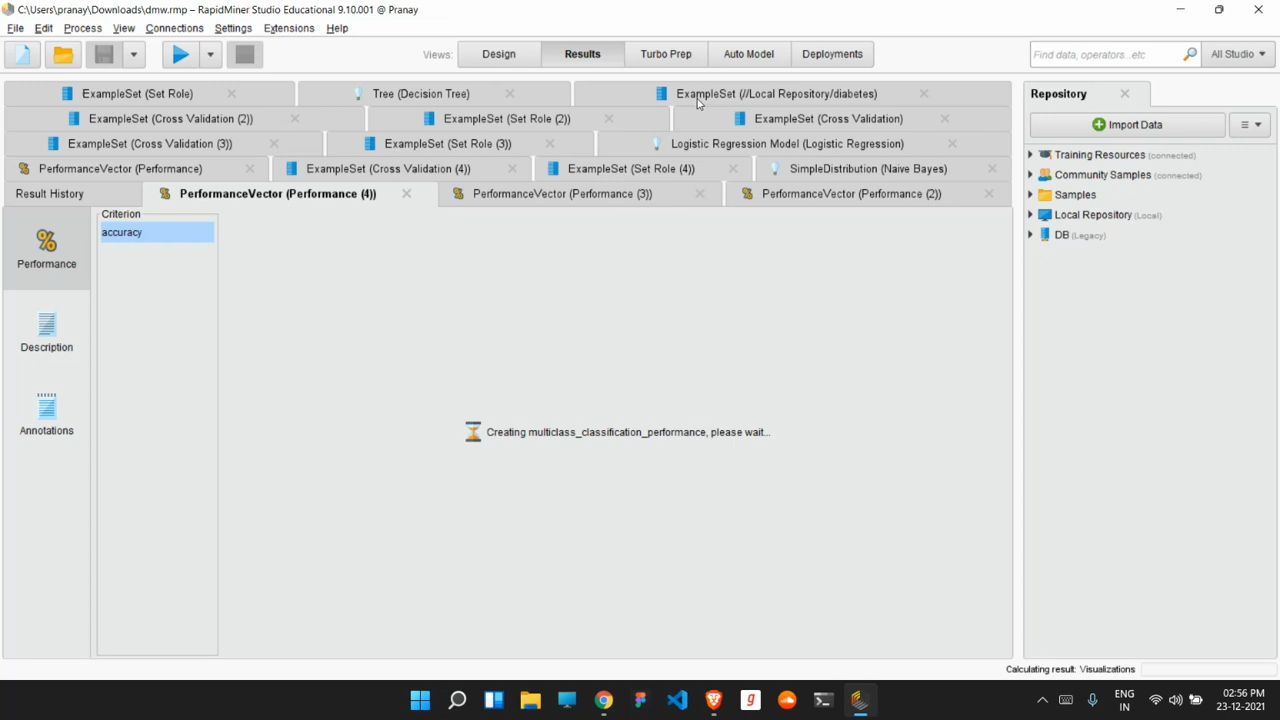 C:\Users\pranay\Downloads\dmw.rmp – RapidMiner Studio Educational 9.10.001 @ Pranay
File Edit Process View Connections Settings Extensions Help
Views: Design Results Turbo Prep Auto Model Deployments Find data, operators...etc All Studio
ExampleSet (Set Role) Tree (Decision Tree) ExampleSet (//Local Repository/diabetes)
ExampleSet (Cross Validation (2)) ExampleSet (Set Role (2)) ExampleSet (Cross Validation)
ExampleSet (Cross Validation (3)) ExampleSet (Set Role (3)) Logistic Regression Model (Logistic Regression)
PerformanceVector (Performance) ExampleSet (Cross Validation (4)) ExampleSet (Set Role (4)) SimpleDistribution (Naive Bayes)
Result History PerformanceVector (Performance (4)) PerformanceVector (Performance (3)) PerformanceVector (Performance (2))
Performance
Description
Annotations
Criterion
accuracy
Creating multiclass_classification_performance, please wait...
Repository
Import Data
Training Resources (connected)
Community Samples (connected)
Samples
Local Repository (Local)
DB (Legacy)
Calculating result: Visualizations
ENG
IN
02:56 PM
23-12-2021